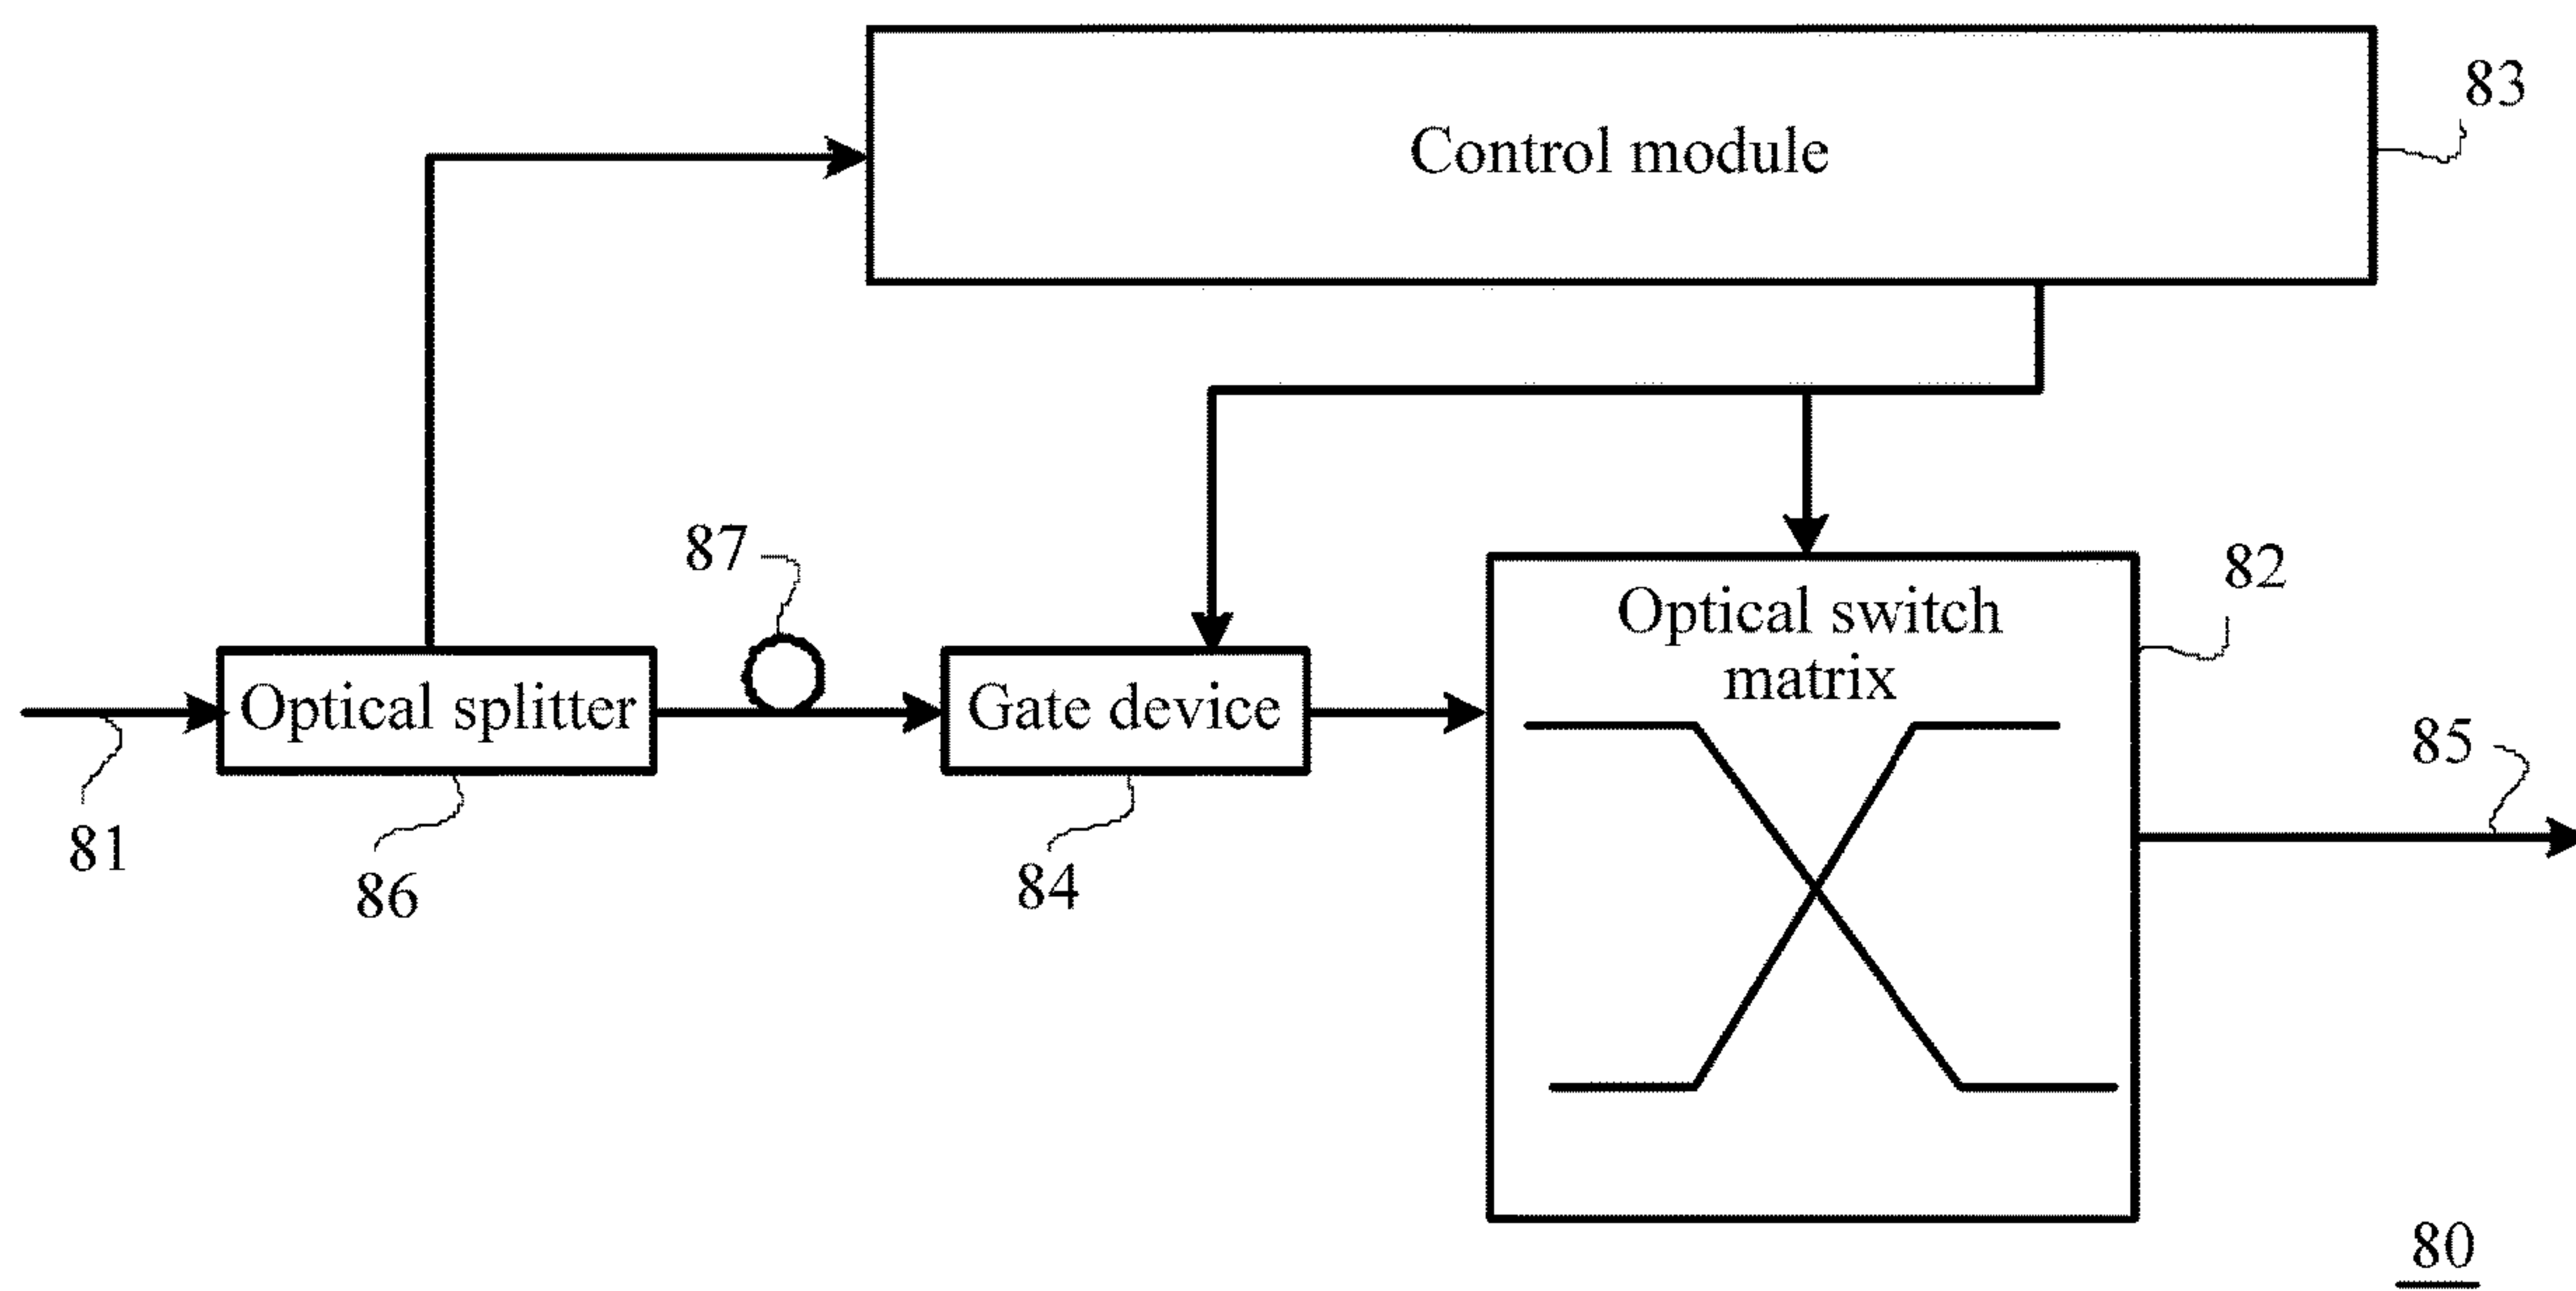 Control module
83
87
82
Optical switch
matrix
Optical splitter
Gate device
85
81
86
84
80